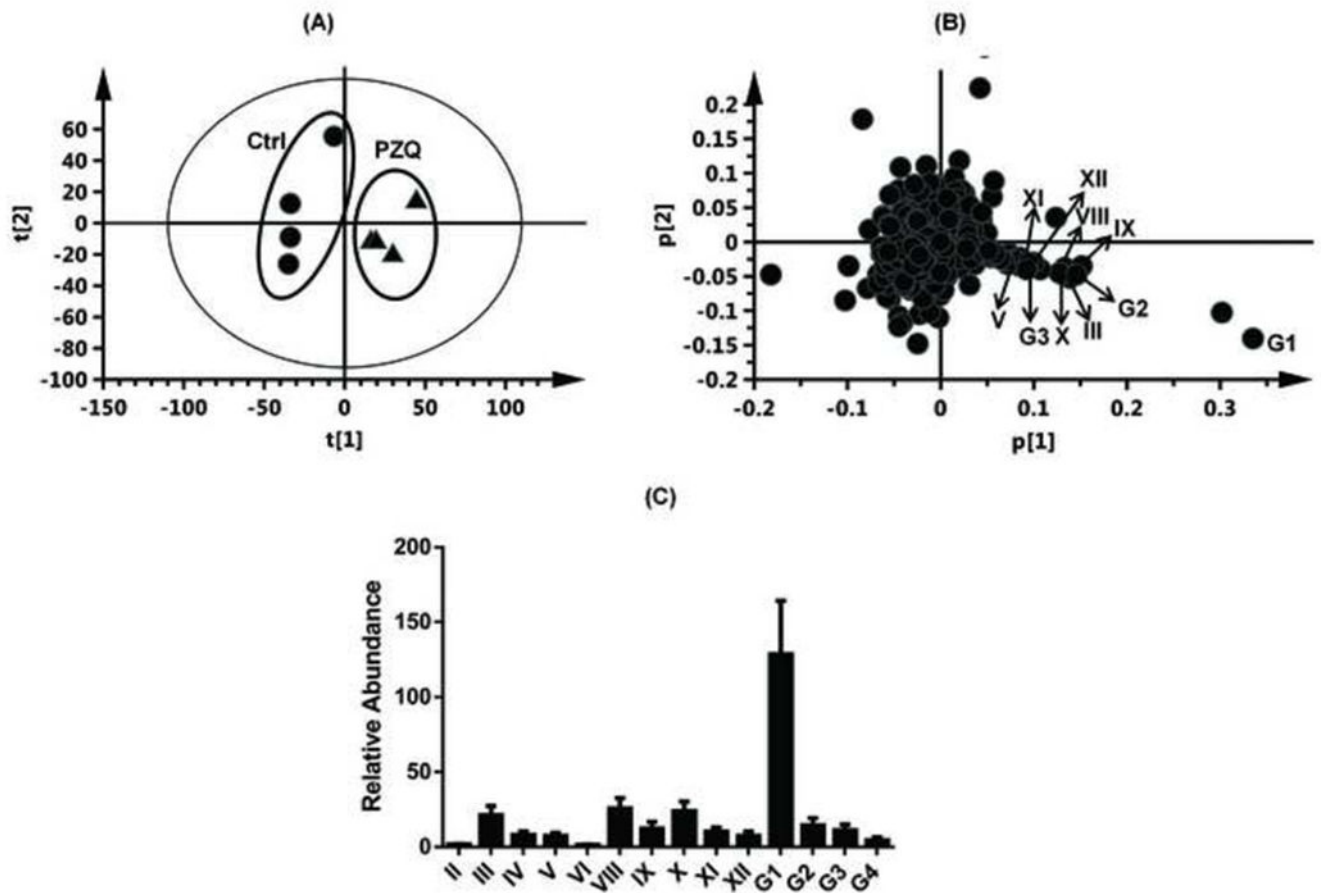 (A)
Ctrl
PZQ
60
40
20
0
-20
-40
-60
-80
-100
-150 -100 -50 0 50 100
t[2]
t[1]
(B)
0.2
0.15
0.1
0.05
0
-0.05
-0.1
-0.15
-0.2
-0.2 -0.1 0 0.1 0.2 0.3
p[2]
p[1]
XII
XI
VIII
IX
G2
V
G3
X
III
G1
(C)
200
150
100
50
0
Relative Abundance
II III IV V VI VIII IX X XI XII G1 G2 G3 G4